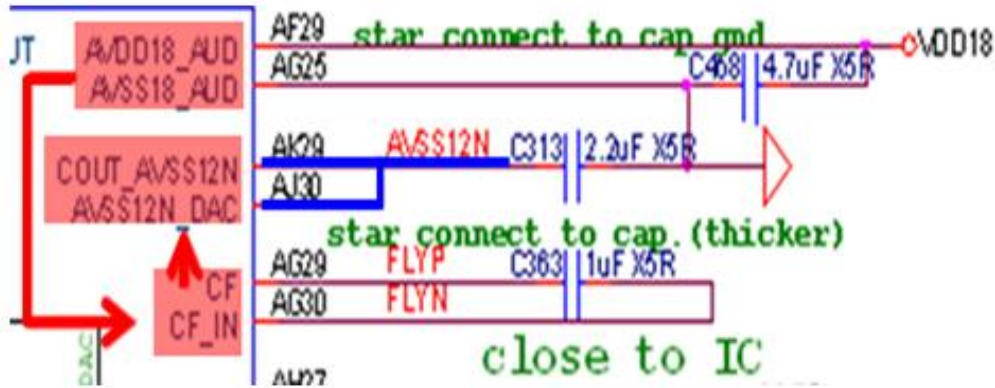 AF29 star connect to cap gnd
JT AVDD18_AUD VDD18
AG25 C468 4.7uF X5R
AVSS18_AUD
AK29 AVSS12N C313 2.2uF X5R
COUT_AVSS12N
AJ30
AVSS12N_DAC
star connect to cap.(thicker)
AG29 FLYP C363 1uF X5R
CF
AG30 FLYN
CF_IN
DAC
close to IC
AH27